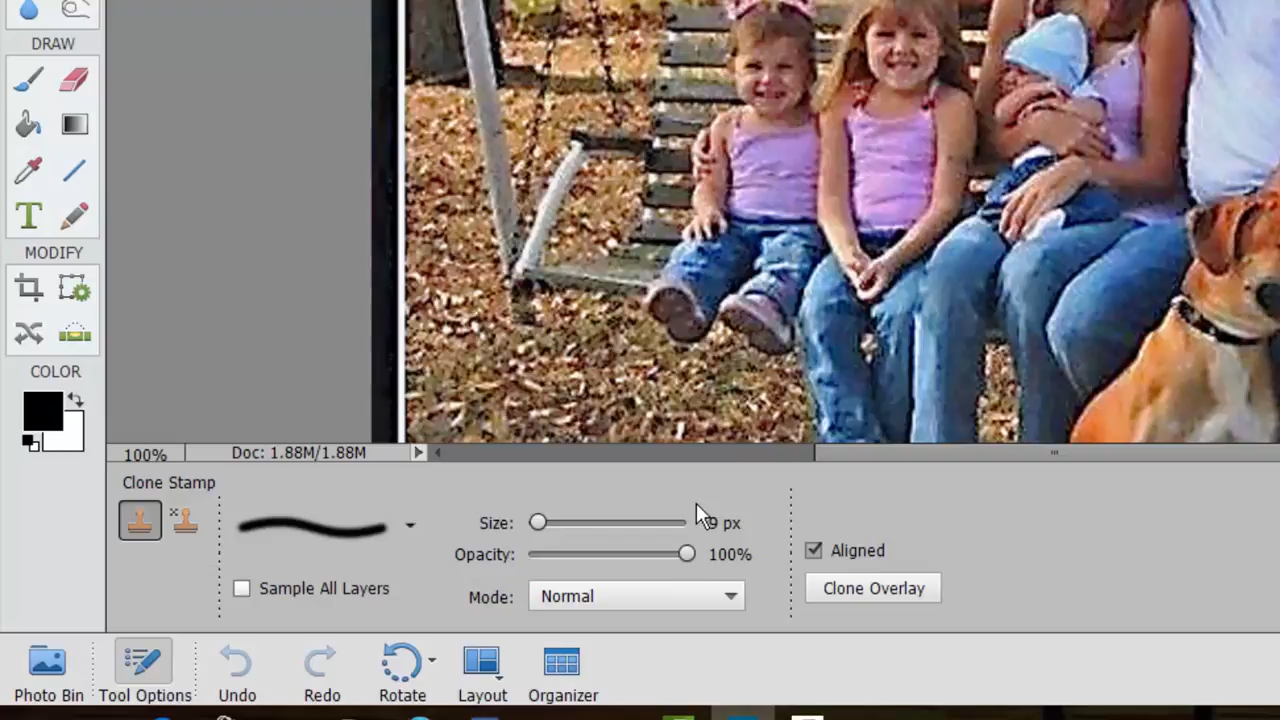 DRAW
MODIFY
COLOR
100%
Doc: 1.88M/1.88M
Clone Stamp
Size:
px
Opacity:
100%
Aligned
Sample All Layers
Mode:
Normal
Clone Overlay
Photo Bin
Tool Options
Undo
Redo
Rotate
Layout
Organizer